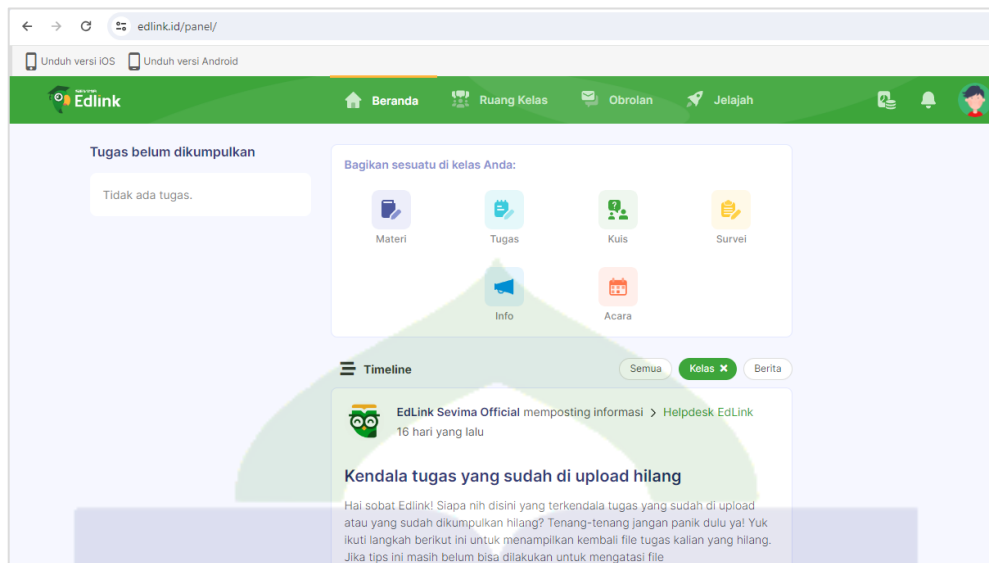 edlink.id/panel/
Unduh versi iOS Unduh versi Android
sevima
Edlink
Beranda Ruang Kelas Obrolan Jelajah
Tugas belum dikumpulkan
Tidak ada tugas.
Bagikan sesuatu di kelas Anda:
Materi Tugas Kuis Survei
Info Acara
Timeline
Semua Kelas ✖ Berita
EdLink Sevima Official memposting informasi > Helpdesk EdLink
16 hari yang lalu
Kendala tugas yang sudah di upload hilang
Hai sobat Edlink! Siapa nih disini yang terkendala tugas yang sudah di upload
atau yang sudah dikumpulkan hilang? Tenang-tenang jangan panik dulu ya! Yuk
ikuti langkah berikut ini untuk menampilkan kembali file tugas kalian yang hilang.
Jika tips ini masih belum bisa dilakukan untuk mengatasi file